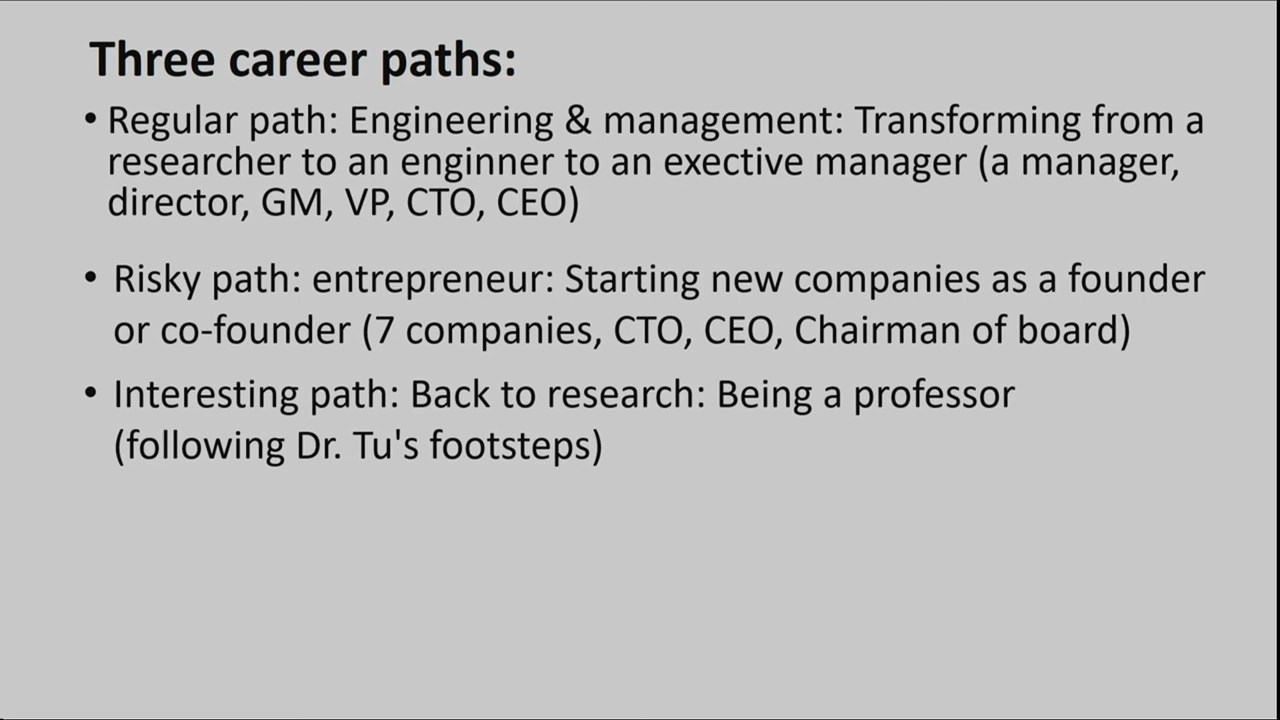 Three career paths:
• Regular path: Engineering & management: Transforming from a
researcher to an enginner to an exective manager (a manager,
director, GM, VP, CTO, CEO)
• Risky path: entrepreneur: Starting new companies as a founder
or co-founder (7 companies, CTO, CEO, Chairman of board)
• Interesting path: Back to research: Being a professor
(following Dr. Tu's footsteps)